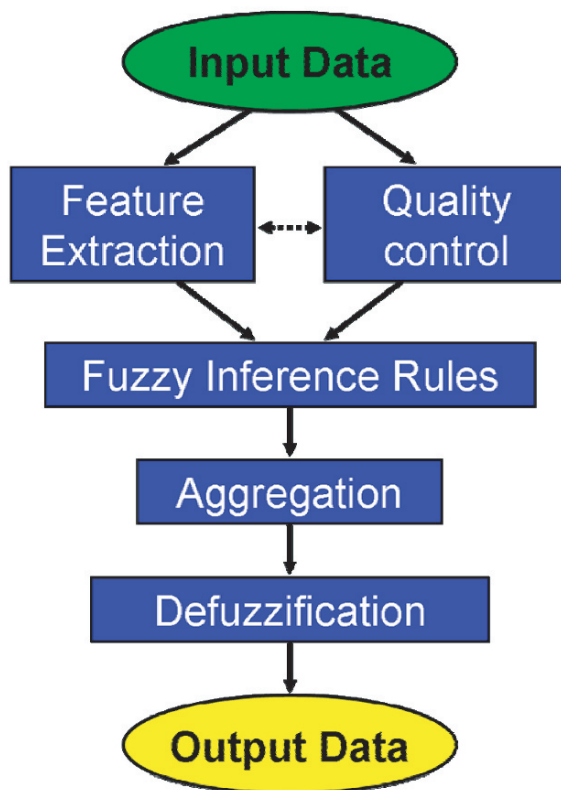 Input Data
Feature
Extraction
Quality
control
Fuzzy Inference Rules
Aggregation
Defuzzification
Output Data